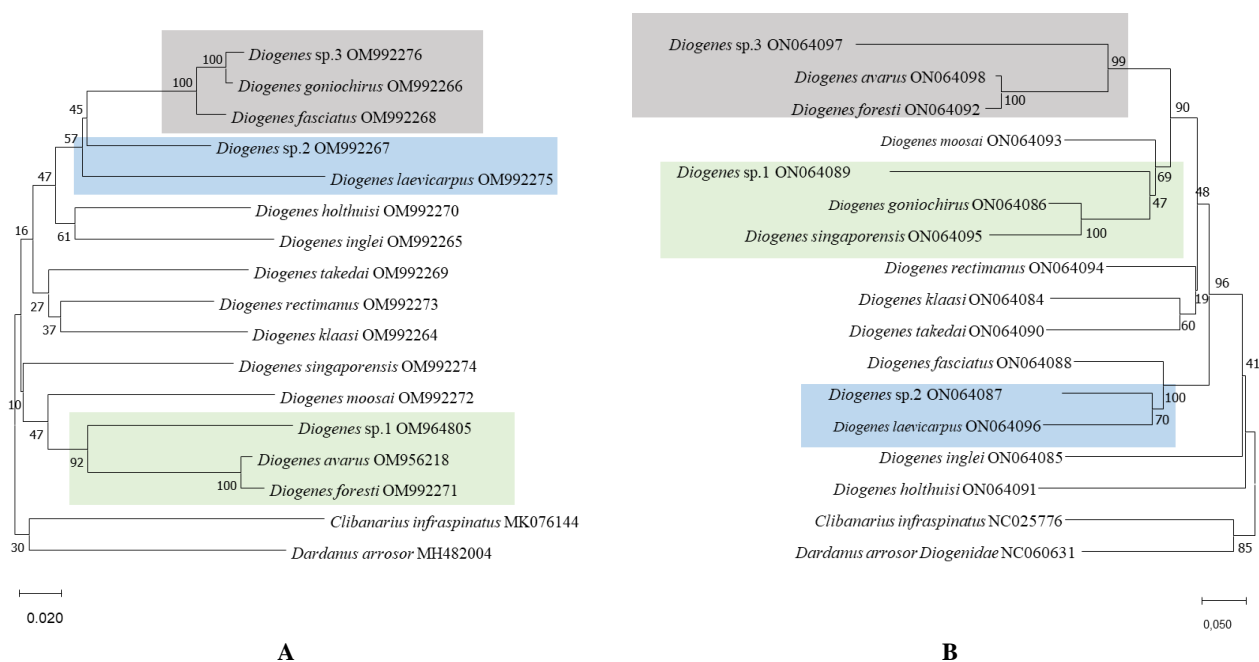 Diogenes sp.3 OM992276
100
Diogenes goniochirus OM992266
100
Diogenes fasciatus OM992268
45
Diogenes sp.2 OM992267
57
Diogenes laevicarpus OM992275
47
Diogenes holthuisi OM992270
16
61
Diogenes inglei OM992265
Diogenes takedai OM992269
27
Diogenes rectimanus OM992273
37
Diogenes klaasi OM992264
Diogenes singaporensis OM992274
10
Diogenes moosai OM992272
47
Diogenes sp.1 OM964805
92
Diogenes avarus OM956218
100
Diogenes foresti OM992271
Clibanarius infraspinatus MK076144
30
Dardanus arrosor MH482004
0.020
A
Diogenes sp.3 ON064097
99
Diogenes avarus ON064098
100
Diogenes foresti ON064092
90
Diogenes moosai ON064093
Diogenes sp.1 ON064089
69
48
47
Diogenes goniochirus ON064086
100
Diogenes singaporensis ON064095
Diogenes rectimanus ON064094
96
19
Diogenes klaasi ON064084
60
Diogenes takedai ON064090
Diogenes fasciatus ON064088
41
Diogenes sp.2 ON064087
100
70
Diogenes laevicarpus ON064096
Diogenes inglei ON064085
Diogenes holthuisi ON064091
Clibanarius infraspinatus NC025776
85
Dardanus arrosor Diogenidae NC060631
0,050
B